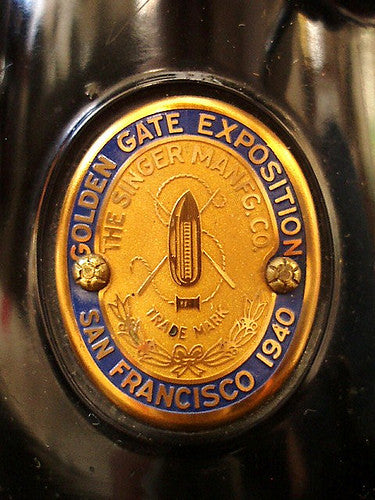 GOLDEN GATE EXPOSITION
THE SINGER MANFG. CO.
TRADE MARK
SAN FRANCISCO 1940